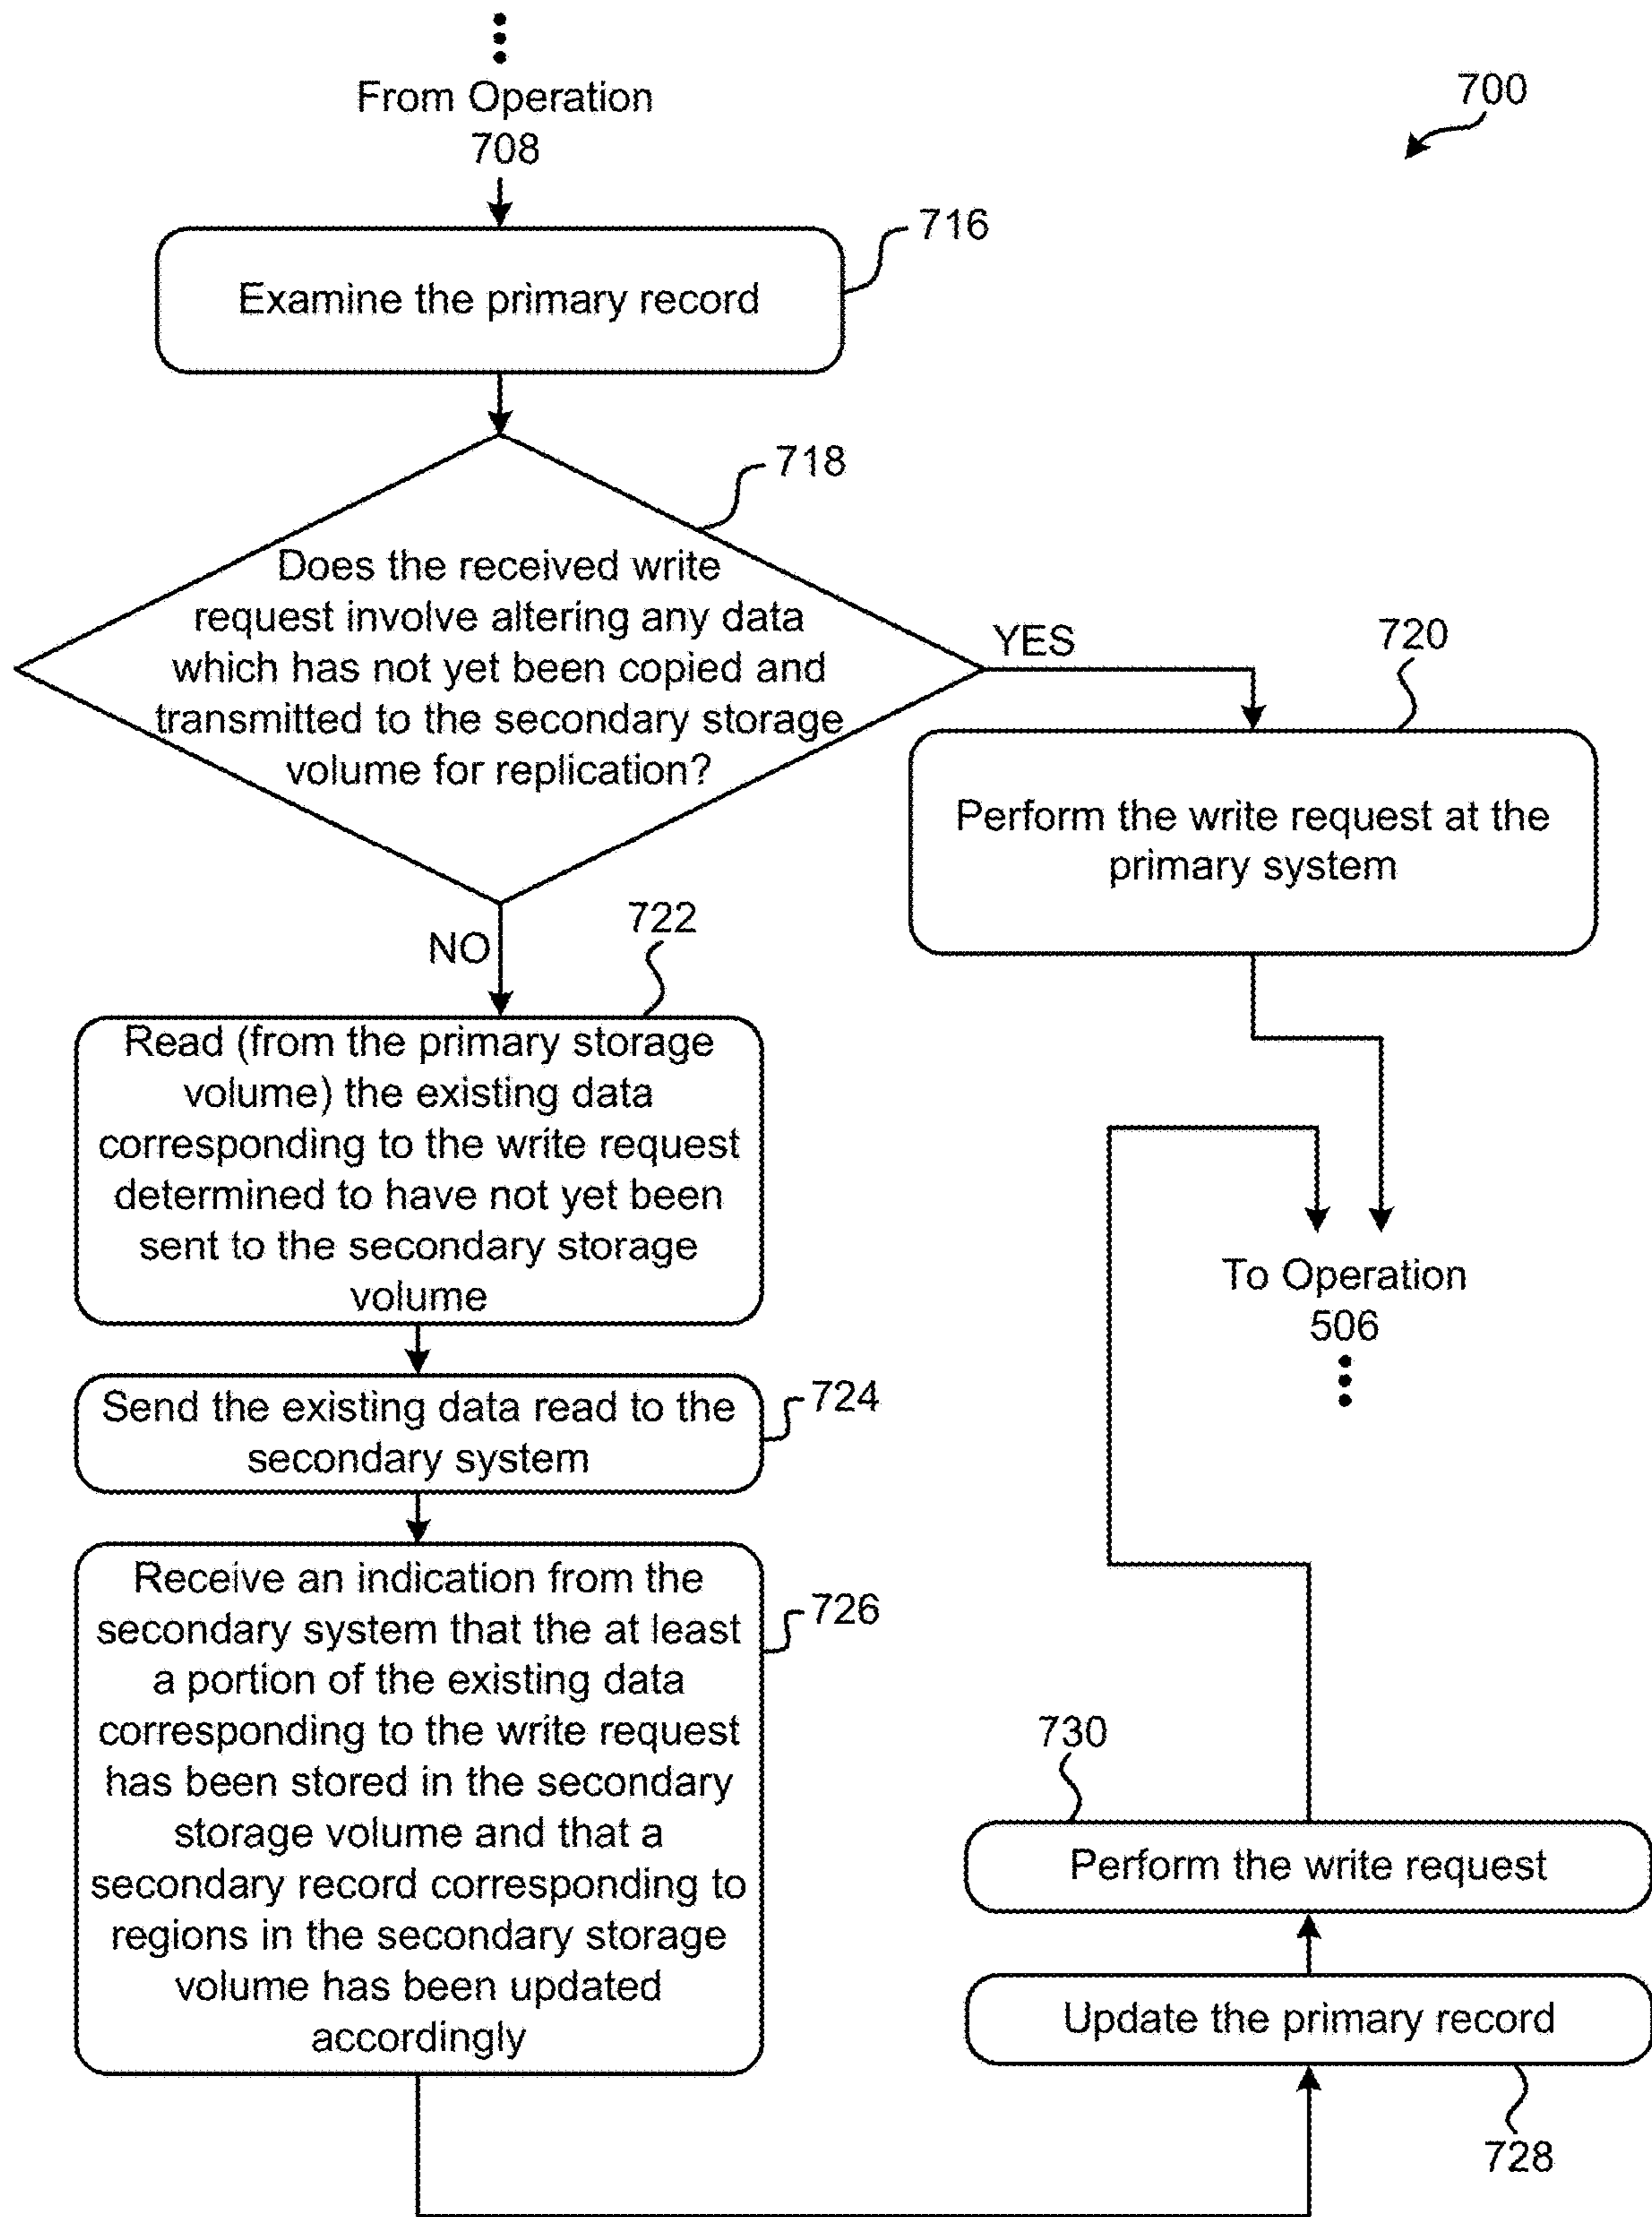 From Operation
708
700
716
Examine the primary record
718
Does the received write
request involve altering any data
which has not yet been copied and
transmitted to the secondary storage
volume for replication?
YES
720
Perform the write request at the
primary system
NO
722
Read (from the primary storage
volume) the existing data
corresponding to the write request
determined to have not yet been
sent to the secondary storage
volume
To Operation
506
724
Send the existing data read to the
secondary system
726
Receive an indication from the
secondary system that the at least
a portion of the existing data
corresponding to the write request
has been stored in the secondary
storage volume and that a
secondary record corresponding to
regions in the secondary storage
volume has been updated
accordingly
730
Perform the write request
Update the primary record
728